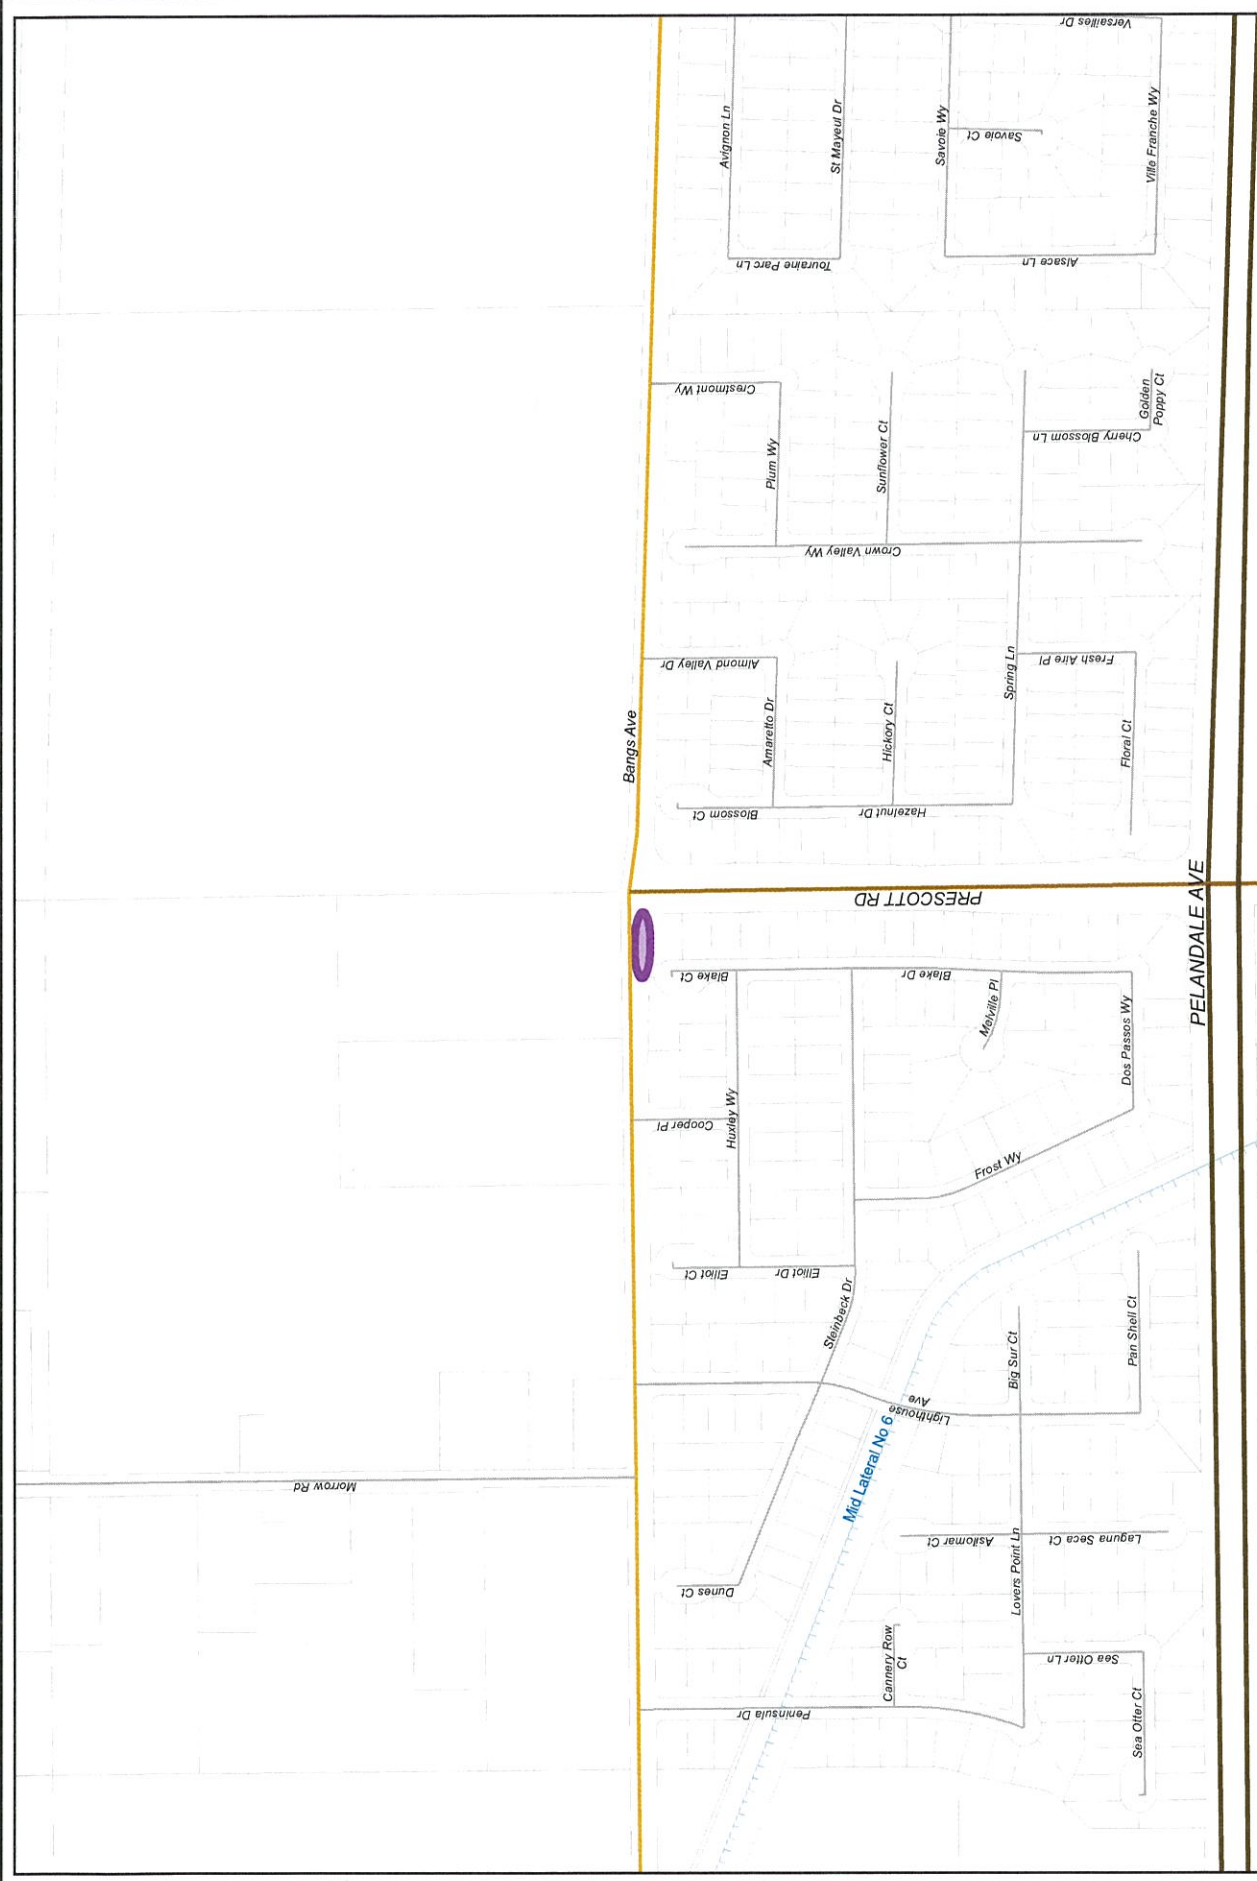 Versailles Dr
Avignon Ln
St Mayeul Dr
Savoie Wy
Savoie Ct
Ville Franche Wy
Touraine Parc Ln
Alsace Ln
Crestmont Wy
Plum Wy
Sunflower Ct
Golden
Poppy Ct
Cherry Blossom Ln
Crown Valley Wy
Almond Valley Dr
Spring Ln
Fresh Aire Pl
Bangs Ave
Amaretto Dr
Hickory Ct
Floral Ct
Blossom Ct
Hazelnut Dr
PRESCOTT RD
PELANDALE AVE
Blake Ct
Blake Dr
Melville Pl
Dos Passos Wy
Cooper Pl
Huxley Wy
Frost Wy
Elliot Ct
Elliot Dr
Steinbeck Dr
Big Sur Ct
Pan Shell Ct
Lighthouse
Ave
Mid Lateral No 6
Morrow Rd
Asilomar Ct
Laguna Seca Ct
Lovers Point Ln
Dunes Ct
Cannery Row
Ct
Sea Otter Ln
Peninsula Dr
Sea Otter Ct